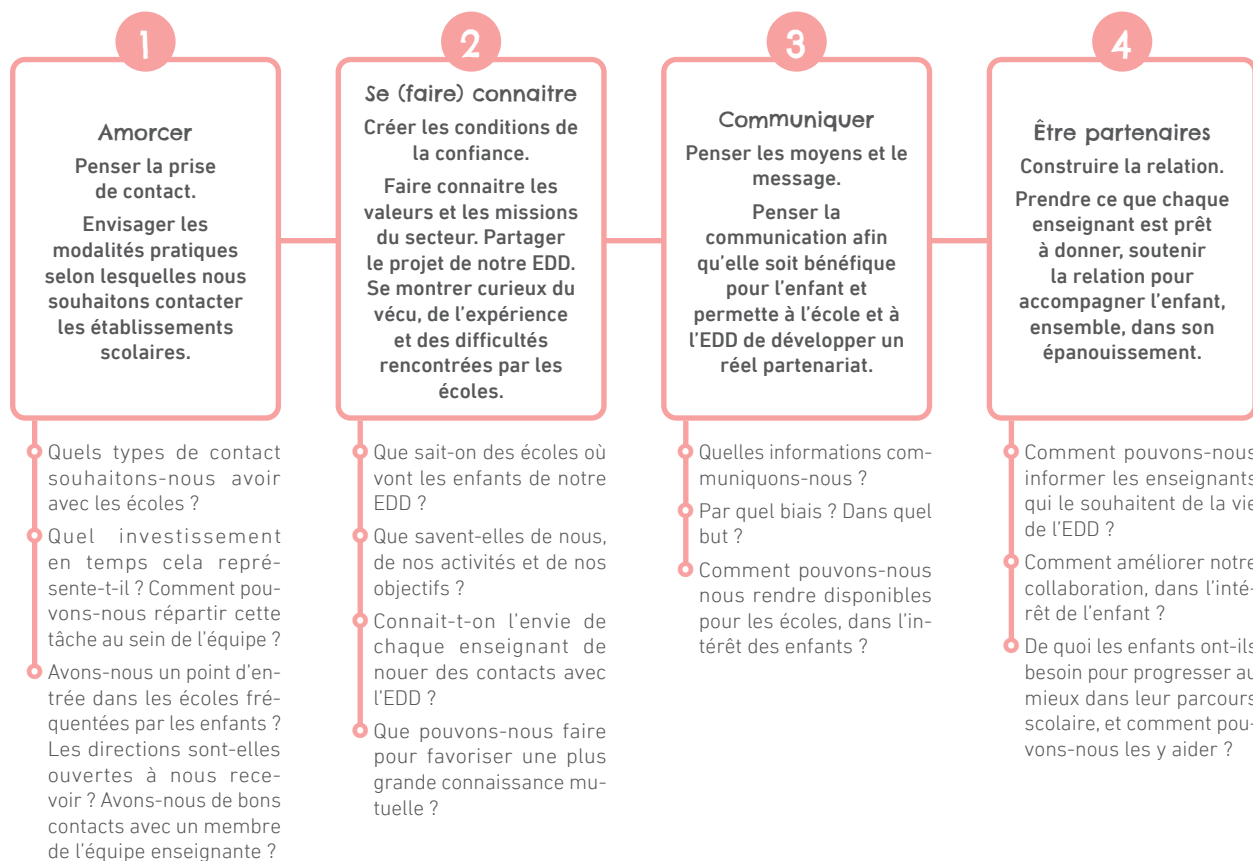 1
Amorcer
Penser la prise
de contact.
Envisager les
modalités pratiques
selon lesquelles nous
souhaitons contacter
les établissements
scolaires.
Quels types de contact
souhaitons-nous avoir
avec les écoles ?
Quel investissement
en temps cela repré-
sente-t-il ? Comment pou-
vons-nous répartir cette
tâche au sein de l'équipe ?
Avons-nous un point d'en-
trée dans les écoles fré-
quentées par les enfants ?
Les directions sont-elles
ouvertes à nous rece-
voir ? Avons-nous de bons
contacts avec un membre
de l'équipe enseignante ?
2
Se (faire) connaitre
Créer les conditions de
la confiance.
Faire connaitre les
valeurs et les missions
du secteur. Partager
le projet de notre EDD.
Se montrer curieux du
vécu, de l'expérience
et des difficultés
rencontrées par les
écoles.
Que sait-on des écoles où
vont les enfants de notre
EDD ?
Que savent-elles de nous,
de nos activités et de nos
objectifs ?
Connait-t-on l'envie de
chaque enseignant de
nouer des contacts avec
l'EDD ?
Que pouvons-nous faire
pour favoriser une plus
grande connaissance mu-
tuelle ?
3
Communiquer
Penser les moyens et le
message.
Penser la
communication afin
qu'elle soit bénéfique
pour l'enfant et
permette à l'école et à
l'EDD de développer un
réel partenariat.
Quelles informations com-
muniquons-nous ?
Par quel biais ? Dans quel
but ?
Comment pouvons-nous
nous rendre disponibles
pour les écoles, dans l'in-
térêt des enfants ?
4
Être partenaires
Construire la relation.
Prendre ce que chaque
enseignant est prêt
à donner, soutenir
la relation pour
accompagner l'enfant,
ensemble, dans son
épanouissement.
Comment pouvons-nous
informer les enseignants
qui le souhaitent de la vie
de l'EDD ?
Comment améliorer notre
collaboration, dans l'inté-
rêt de l'enfant ?
De quoi les enfants ont-ils
besoin pour progresser au
mieux dans leur parcours
scolaire, et comment pou-
vons-nous les y aider ?